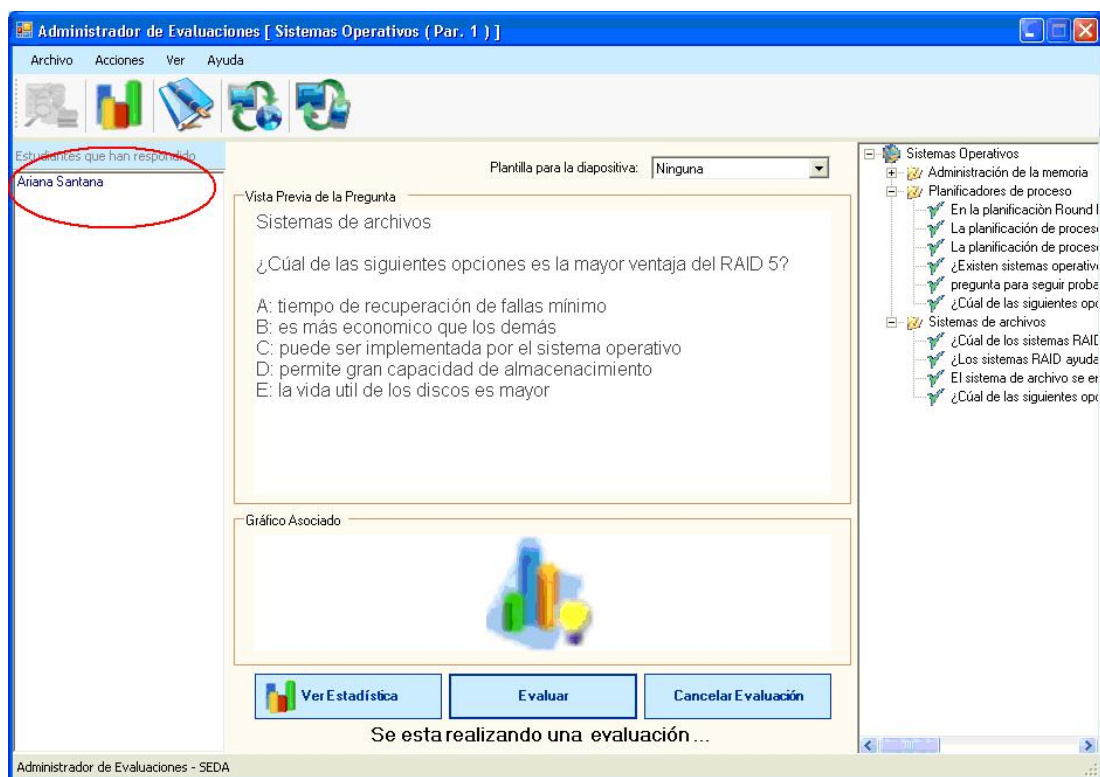 Administrador de Evaluaciones [ Sistemas Operativos ( Par. 1 ) ]
Archivo Acciones Ver Ayuda
Estudiantes que han respondido
Ariana Santana
Plantilla para la diapositiva: Ninguna
Vista Previa de la Pregunta
Sistemas de archivos
¿Cúal de las siguientes opciones es la mayor ventaja del RAID 5?
A: tiempo de recuperación de fallas mínimo
B: es más economico que los demás
C: puede ser implementada por el sistema operativo
D: permite gran capacidad de almacenacimiento
E: la vida util de los discos es mayor
Gráfico Asociado
Ver Estadística
Evaluar
Cancelar Evaluación
Se esta realizando una evaluación ...
Sistemas Operativos
Administración de la memoria
Planificadores de proceso
En la planificaciòn Round
La planificación de
La planificación de
¿Existen sistemas
pregunta para seguir
¿Cúal de las siguientes
Sistemas de archivos
¿Cúal de los sistemas RAID
¿Los sistemas RAID ayuda
El sistema de archivo se
¿Cúal de las siguientes
Administrador de Evaluaciones - SEDA